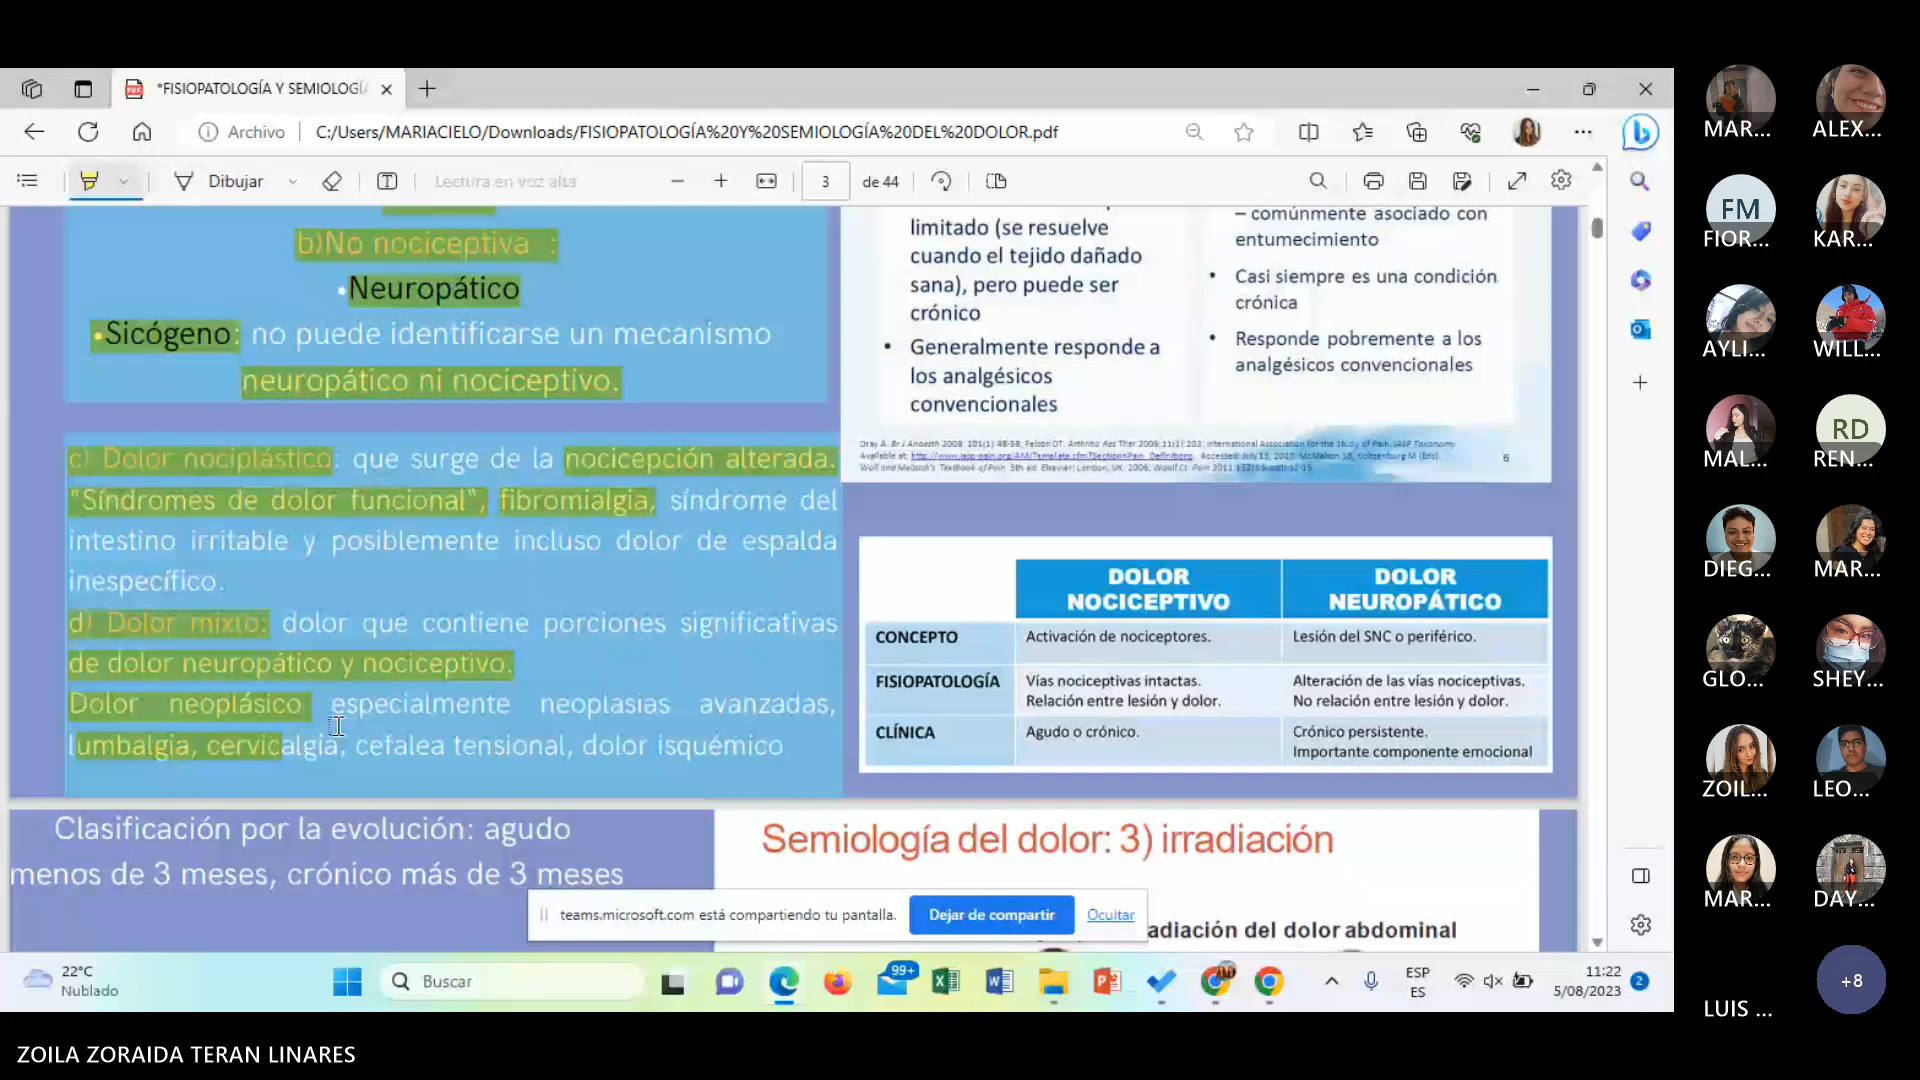 *FISIOPATOLOGÍA Y SEMIOLOGÍ
Archivo
C:/Users/MARIACIELO/Downloads/FISIOPATOLOGÍA%20Y%20SEMIOLOGÍA%20DEL%20DOLOR.pdf
Dibujar
Lectura en voz alta
3
de 44
b)No nociceptiva :
•Neuropático
•Sicógeno: no puede identificarse un mecanismo
neuropático ni nociceptivo.
c) Dolor nociplástico: que surge de la nocicepción alterada.
"Síndromes de dolor funcional", fibromialgia, síndrome del
intestino irritable y posiblemente incluso dolor de espalda
inespecífico.
d) Dolor mixto: dolor que contiene porciones significativas
de dolor neuropático y nociceptivo.
Dolor neoplásico especialmente neoplasias avanzadas,
lumbalgia, cervicalgia, cefalea tensional, dolor isquémico
limitado (se resuelve
cuando el tejido dañado
sana), pero puede ser
crónico
• Generalmente responde a
los analgésicos
convencionales
– comúnmente asociado con
entumecimiento
• Casi siempre es una condición
crónica
• Responde pobremente a los
analgésicos convencionales
6
DOLOR NOCICEPTIVO
DOLOR NEUROPÁTICO
CONCEPTO
Activación de nociceptores.
Lesión del SNC o periférico.
FISIOPATOLOGÍA
Vías nociceptivas intactas.
Relación entre lesión y dolor.
Alteración de las vías nociceptivas.
No relación entre lesión y dolor.
CLÍNICA
Agudo o crónico.
Crónico persistente.
Importante componente emocional
Clasificación por la evolución: agudo
menos de 3 meses, crónico más de 3 meses
Semiología del dolor: 3) irradiación
adiación del dolor abdominal
teams.microsoft.com está compartiendo tu pantalla.
Dejar de compartir
Ocultar
22°C
Nublado
Buscar
99+
ESP
ES
11:22
5/08/2023
2
MAR...
ALEX...
FM
FIOR...
KAR...
AYLI...
WILL...
MAL...
RD
REN...
DIEG...
MAR...
GLO...
SHEY...
ZOIL...
LEO...
MAR...
DAY...
LUIS ...
+8
ZOILA ZORAIDA TERAN LINARES